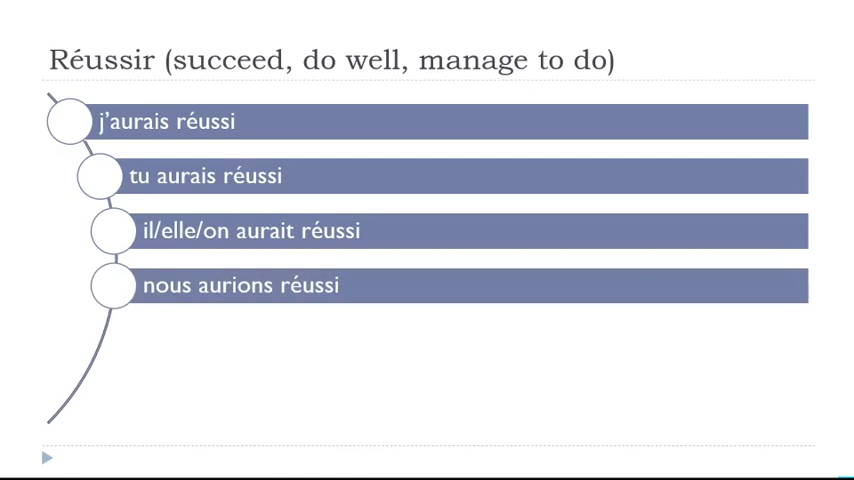 Réussir (succeed, do well, manage to do)
j’aurais réussi
tu aurais réussi
il/elle/on aurait réussi
nous aurions réussi